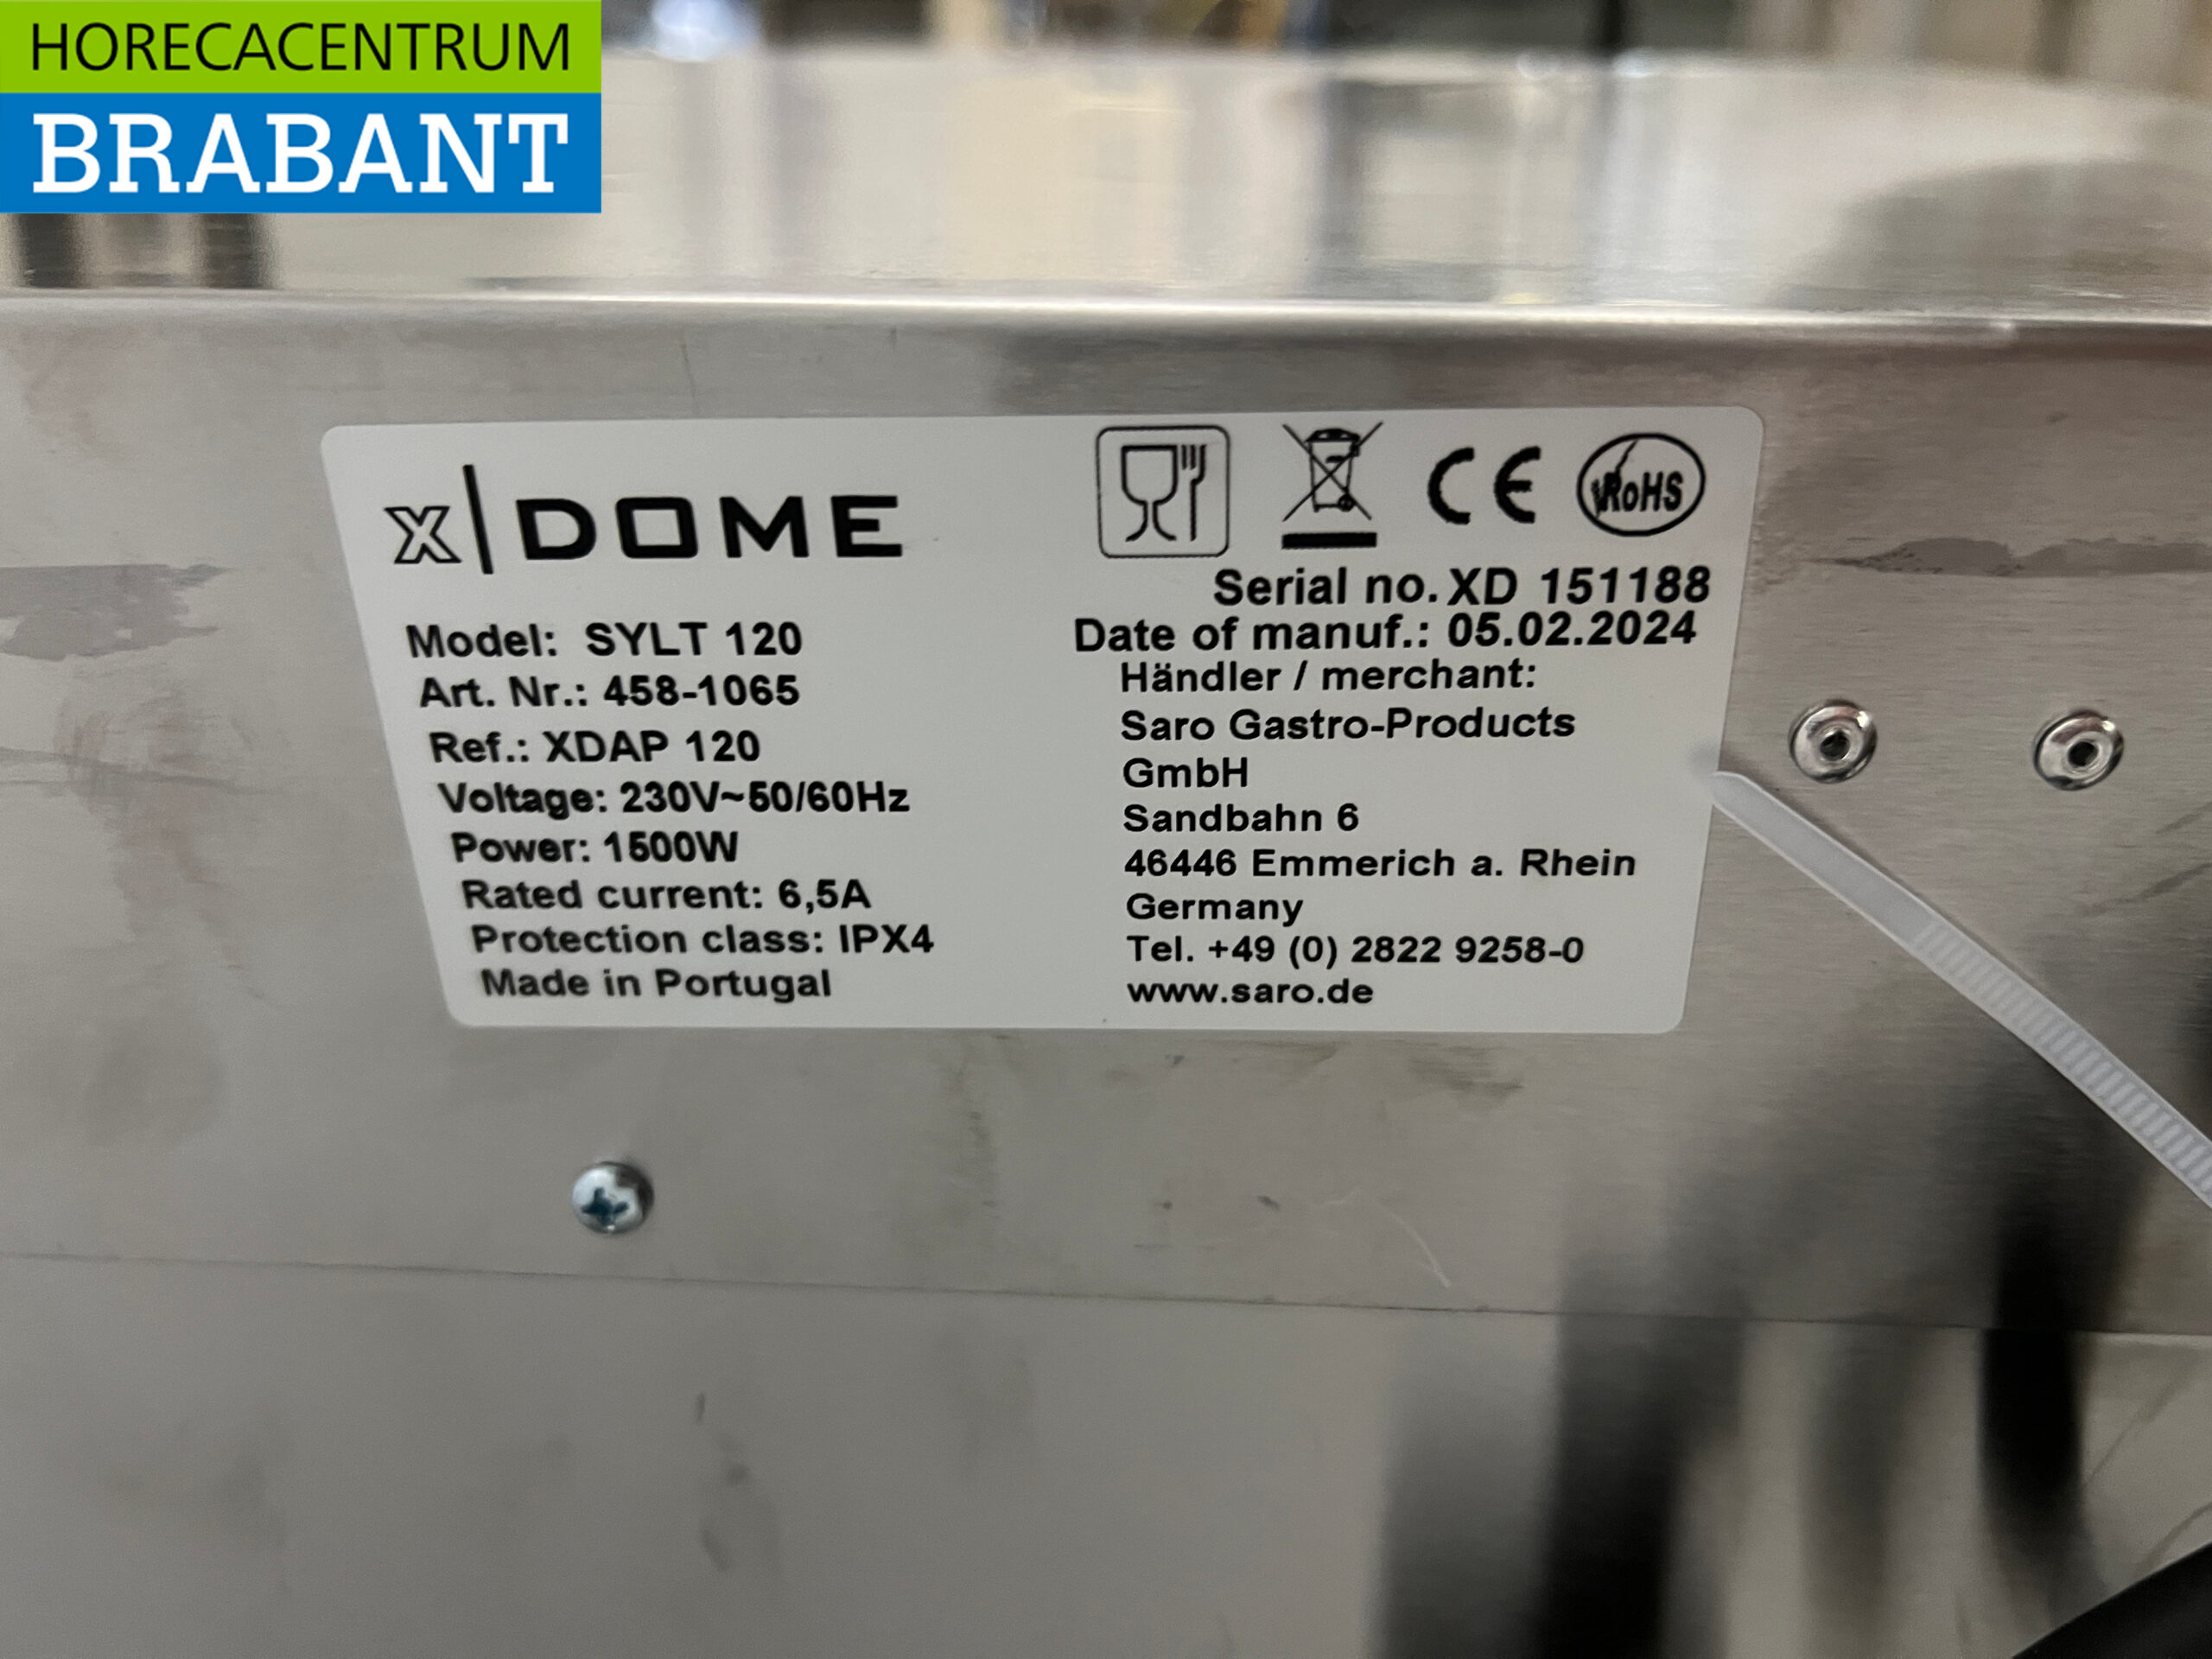 HORECACENTRUM
BRABANT
x|DOME
Model: SYLT 120
Art. Nr.: 458-1065
Ref.: XDAP 120
Voltage: 230V~50/60Hz
Power: 1500W
Rated current: 6,5A
Protection class: IPX4
Made in Portugal
CE
RoHS
Serial no. XD 151188
Date of manuf.: 05.02.2024
Händler / merchant:
Saro Gastro-Products
GmbH
Sandbahn 6
46446 Emmerich a. Rhein
Germany
Tel. +49 (0) 2822 9258-0
www.saro.de